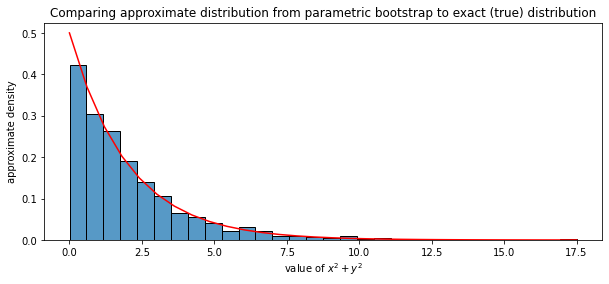 Comparing approximate distribution from parametric bootstrap to exact (true) distribution
0.5
0.4
0.3
0.2
0.1
0.0
approximate density
0.0 2.5 5.0 7.5 10.0 12.5 15.0 17.5
value of x² + y²